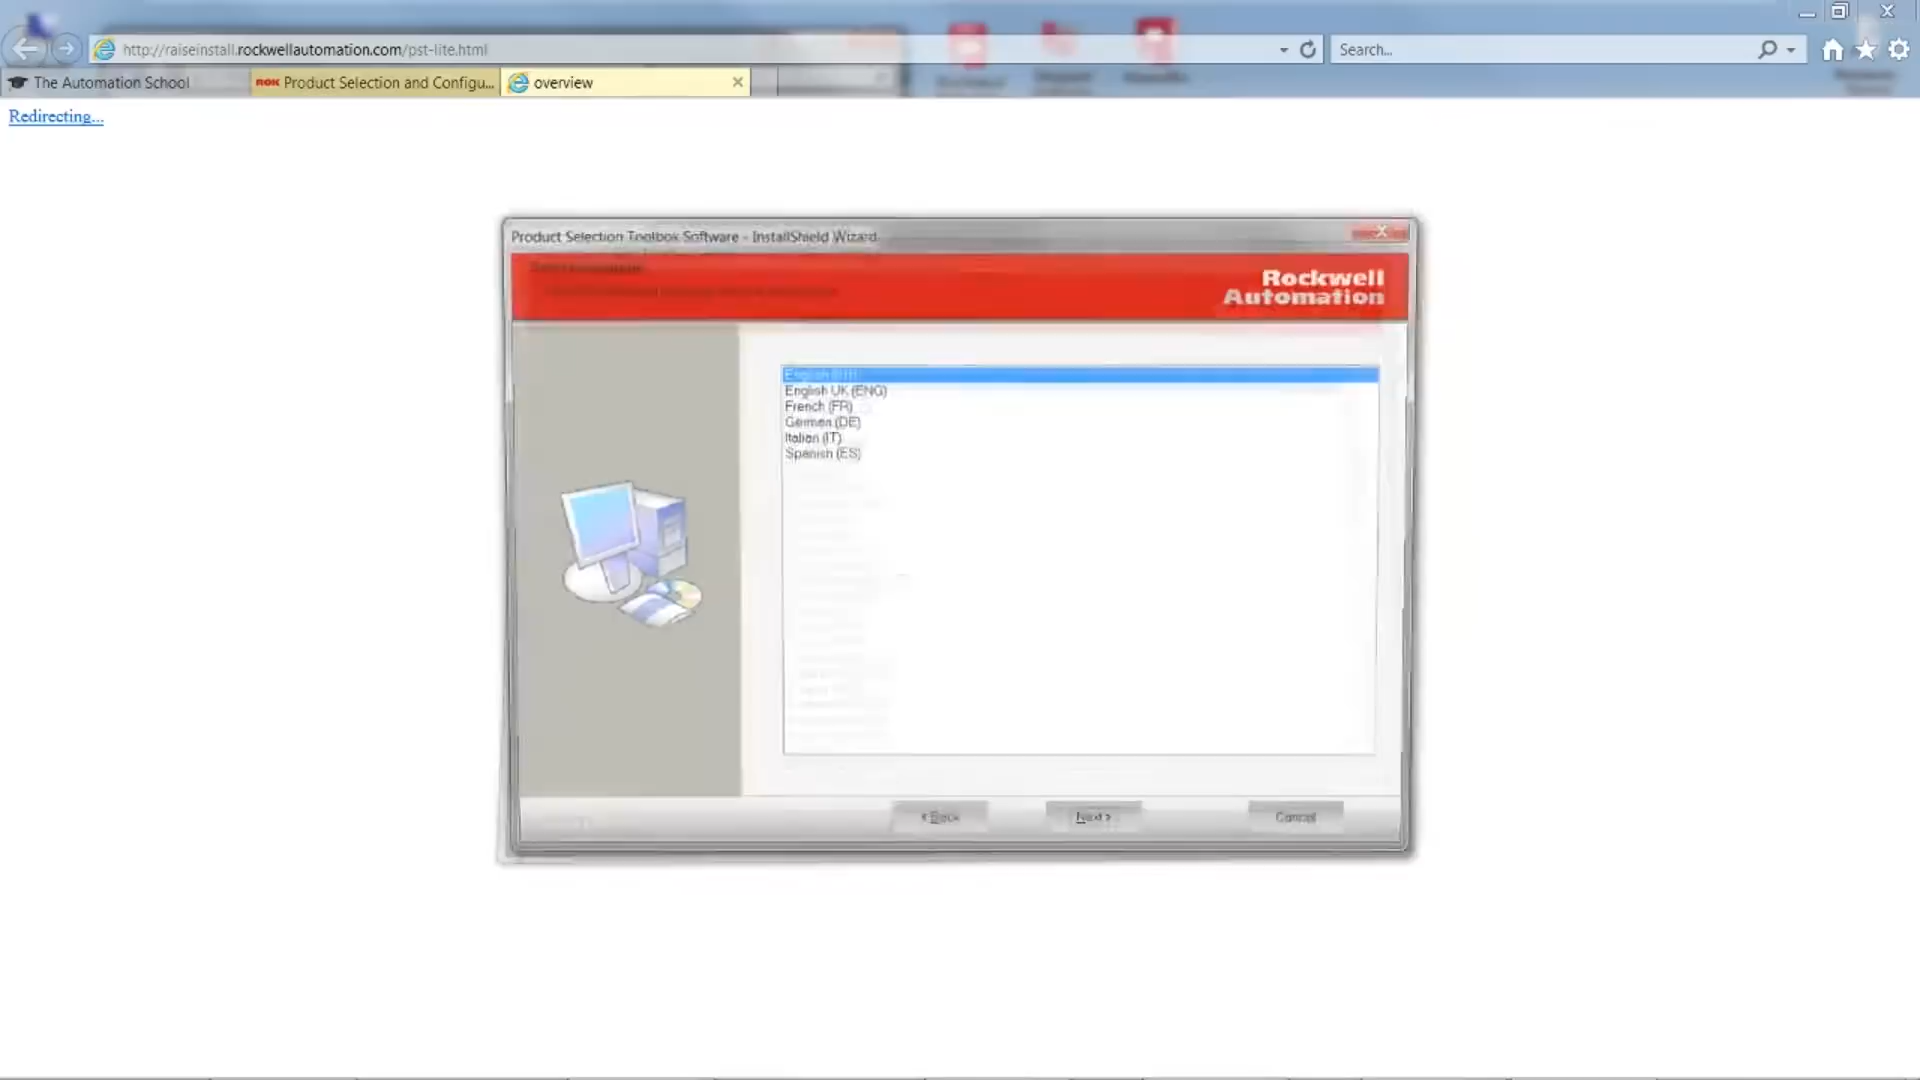 http://raiseinstall.rockwellautomation.com/pst-lite.html
Search...
The Automation School
ROK Product Selection and Configu...
overview
Redirecting...
Product Selection Toolbox Software - InstallShield Wizard
Rockwell
Automation
English UK (ENG)
French (FR)
German (DE)
Italian (IT)
Spanish (ES)
< Back
Next >
Cancel